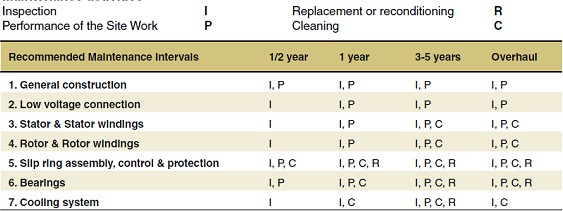 Inspection I Replacement or reconditioning R
Performance of the Site Work P Cleaning C
Recommended Maintenance Intervals 1/2 year 1 year 3-5 years Overhaul
1. General construction I, P I, P I, P I, P
2. Low voltage connection I I, P I, P I, P
3. Stator & Stator windings I I, P I, P, C I, P, C
4. Rotor & Rotor windings I I, P I, P, C I, P, C
5. Slip ring assembly, control & protection I, P, C I, P, C, R I, P, C, R I, P, C, R
6. Bearings I, P I, P, C I, P, C, R I, P, C, R
7. Cooling system I I, C I, P, C, R I, C